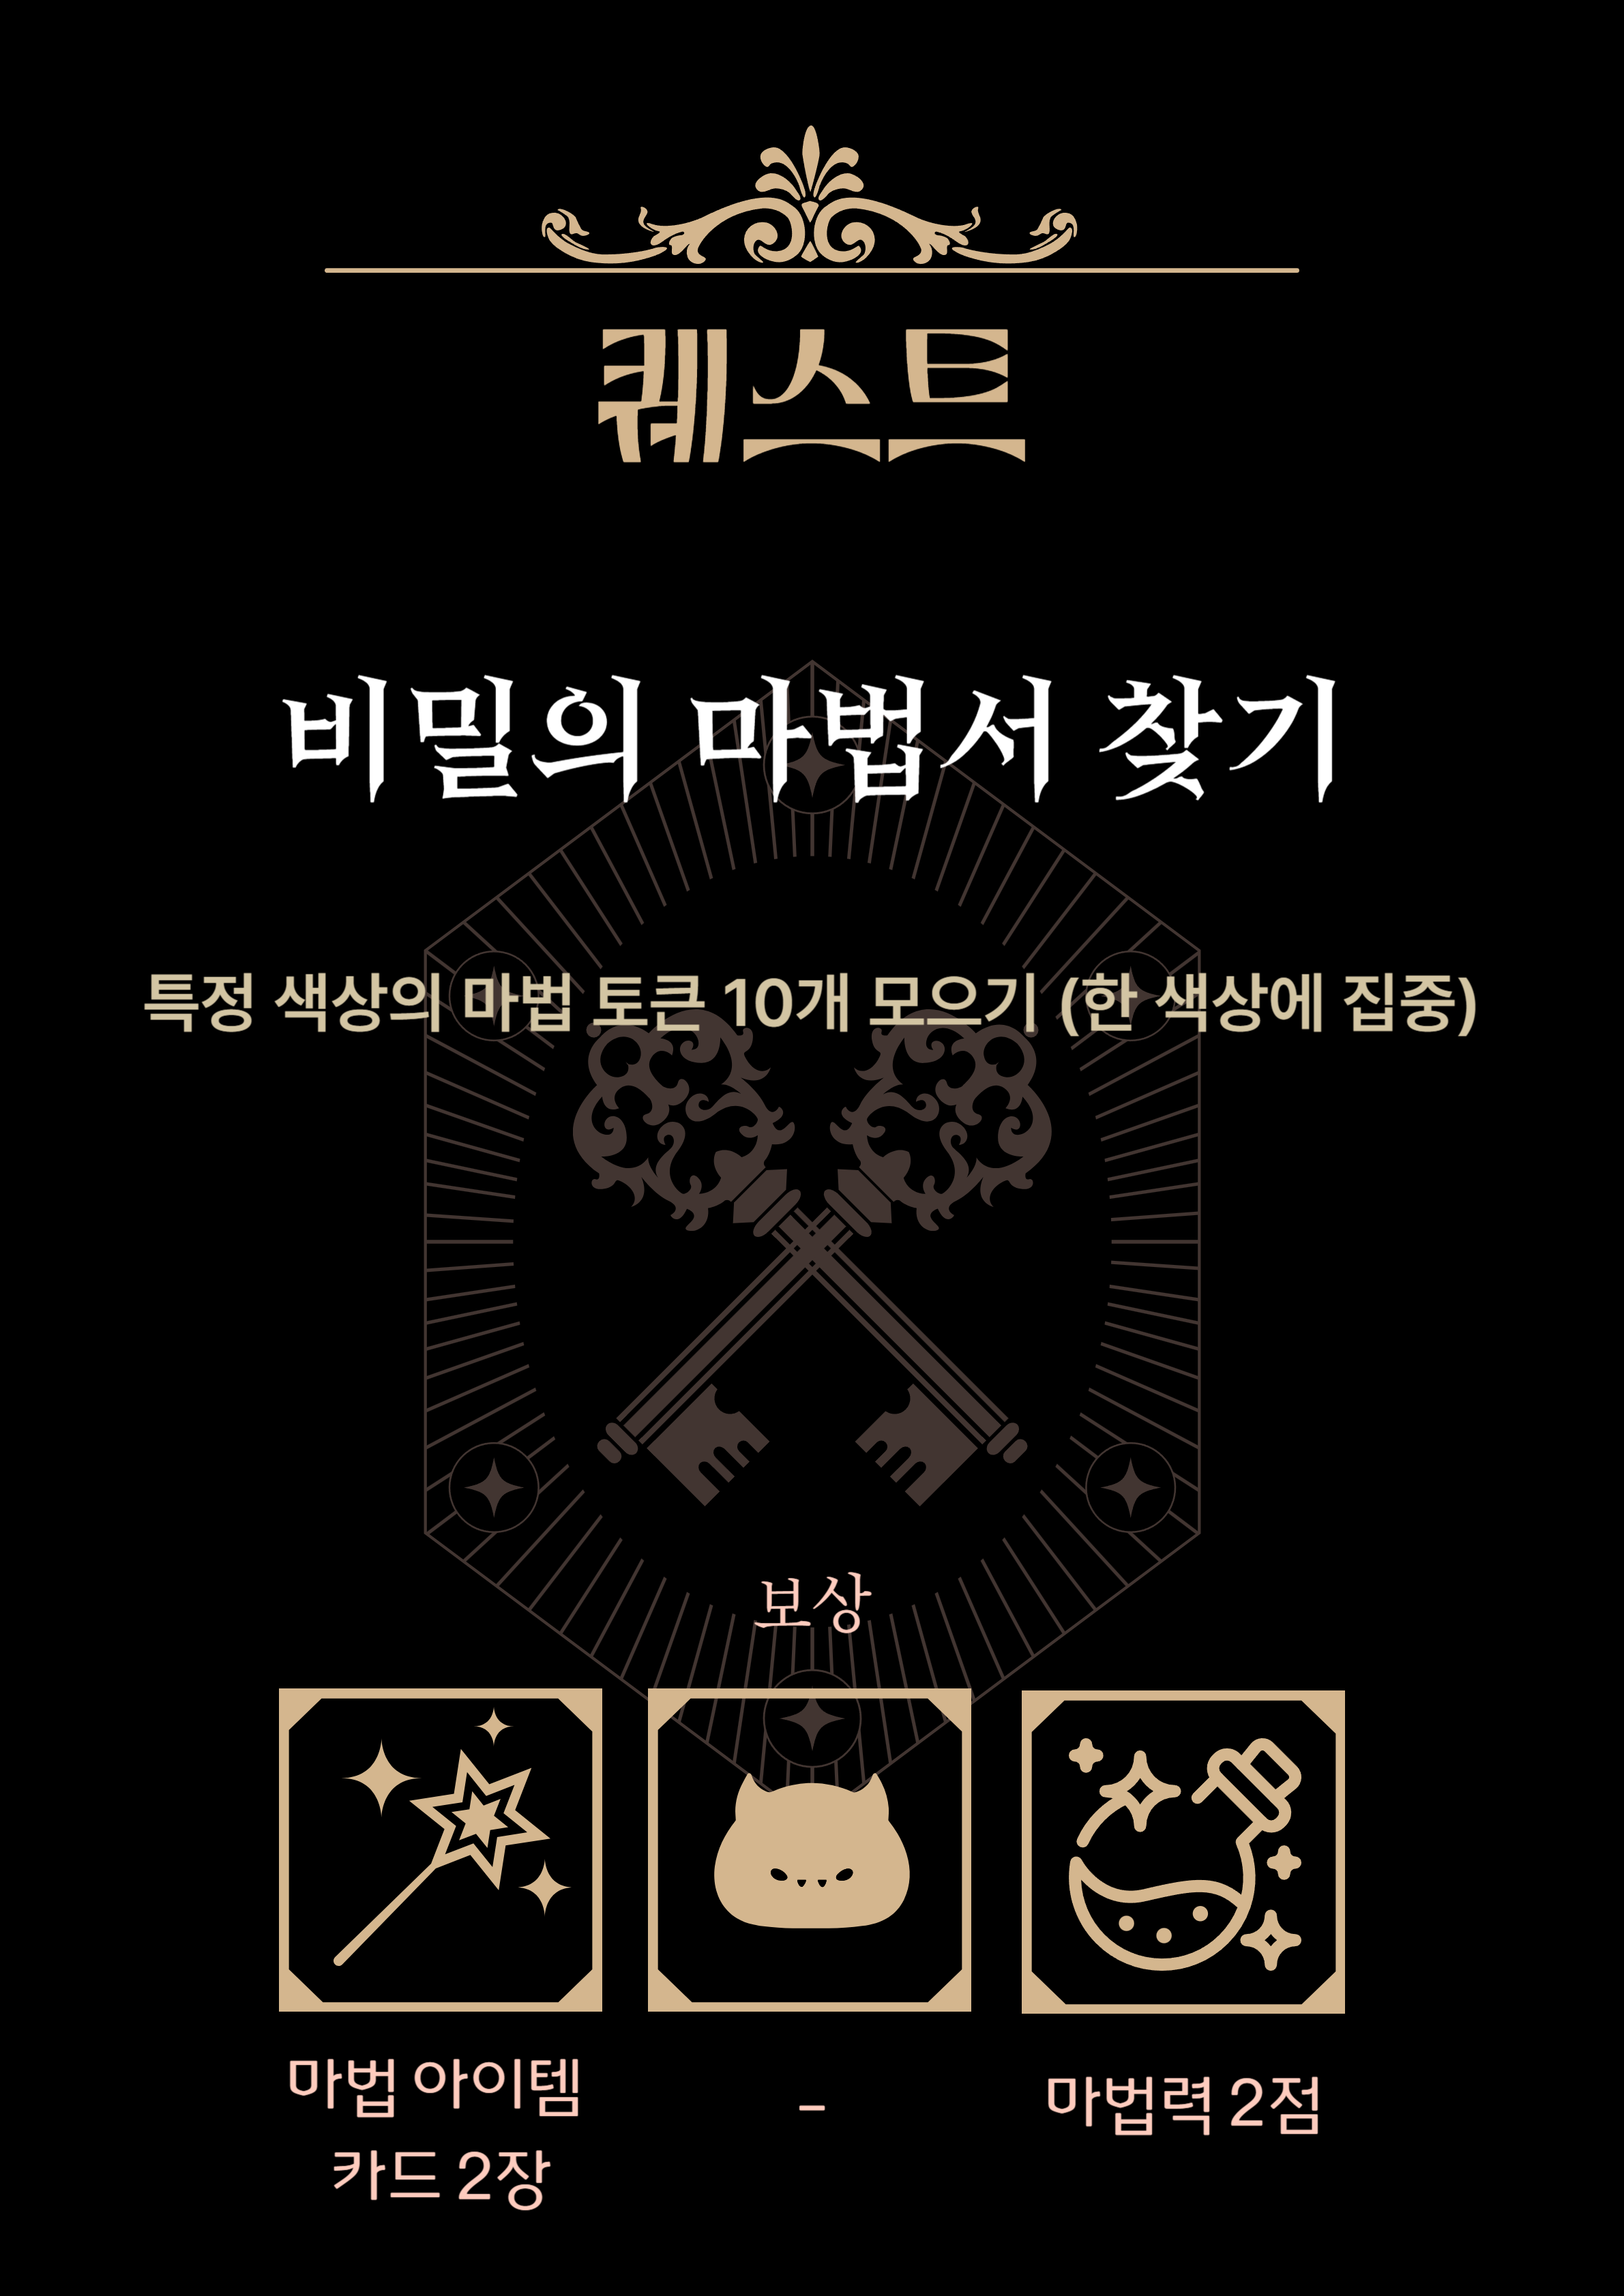 퀘스트
비밀의 마법서 찾기
특정 색상의 마법 토큰 10개 모으기 (한 색상에 집중)
보상
마법 아이템
카드 2장
-
마법력 2점